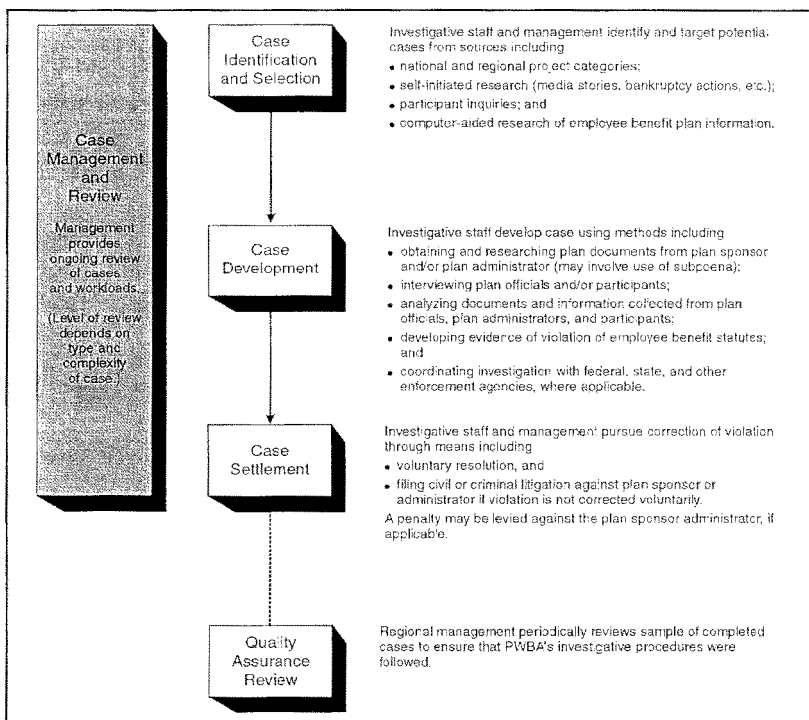 Case
Management
and
Review
Management
provides
ongoing review
of cases
and workloads.
(Level of review
depends on
type and
complexity
of case.)
Case
Identification
and Selection
Investigative staff and management identify and target potential
cases from sources including
• national and regional project categories;
• self-initiated research (media stories, bankruptcy actions, etc.);
• participant inquiries; and
• computer-aided research of employee benefit plan information.
Case
Development
Investigative staff develop case using methods including
• obtaining and researching plan documents from plan sponsor
and/or plan administrator (may involve use of subpoena);
• interviewing plan officials and/or participants;
• analyzing documents and information collected from plan
officials, plan administrators, and participants;
• developing evidence of violation of employee benefit statutes;
and
• coordinating investigation with federal, state, and other
enforcement agencies, where applicable.
Case
Settlement
Investigative staff and management pursue correction of violation
through means including
• voluntary resolution, and
• filing civil or criminal litigation against plan sponsor or
administrator if violation is not corrected voluntarily.
A penalty may be levied against the plan sponsor administrator, if
applicable.
Quality
Assurance
Review
Regional management periodically reviews sample of completed
cases to ensure that PWBA's investigative procedures were
followed.